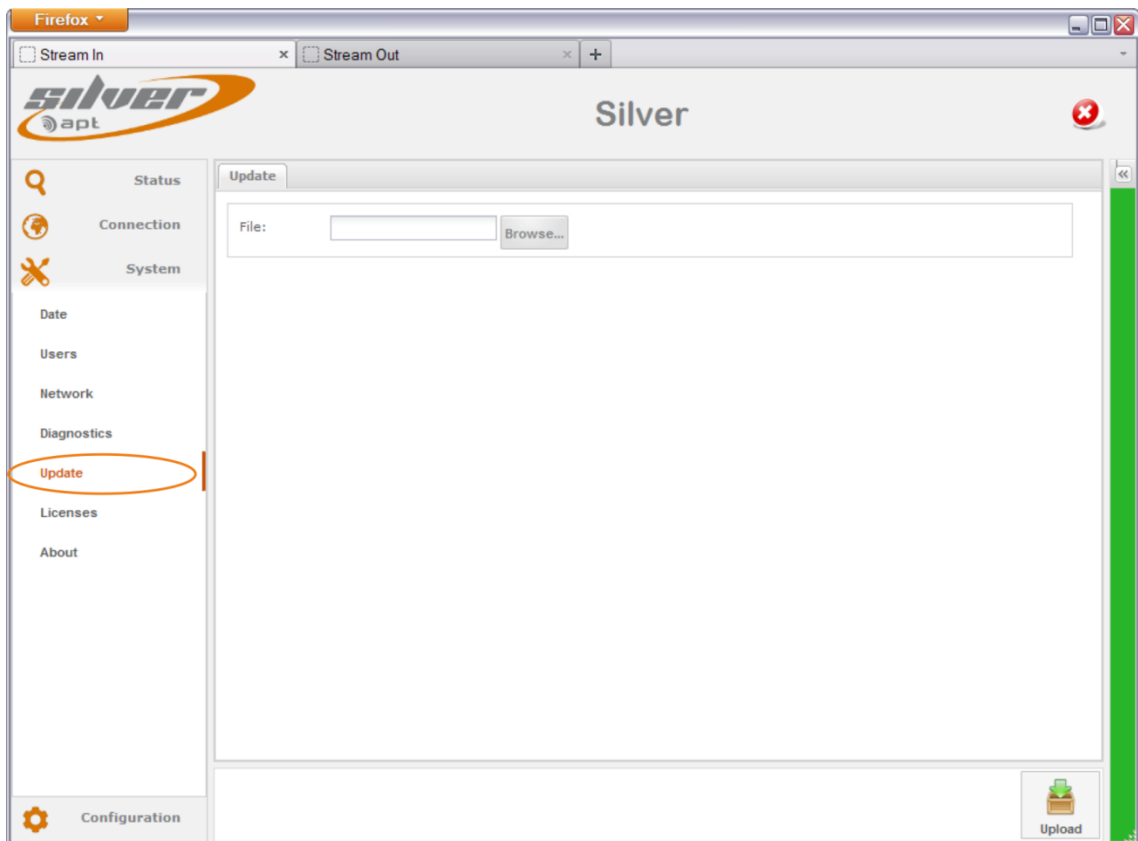 Firefox
Stream In
Stream Out
silver
apt
Silver
Status
Connection
System
Date
Users
Network
Diagnostics
Update
Licenses
About
Configuration
Update
File:
Browse...
Upload